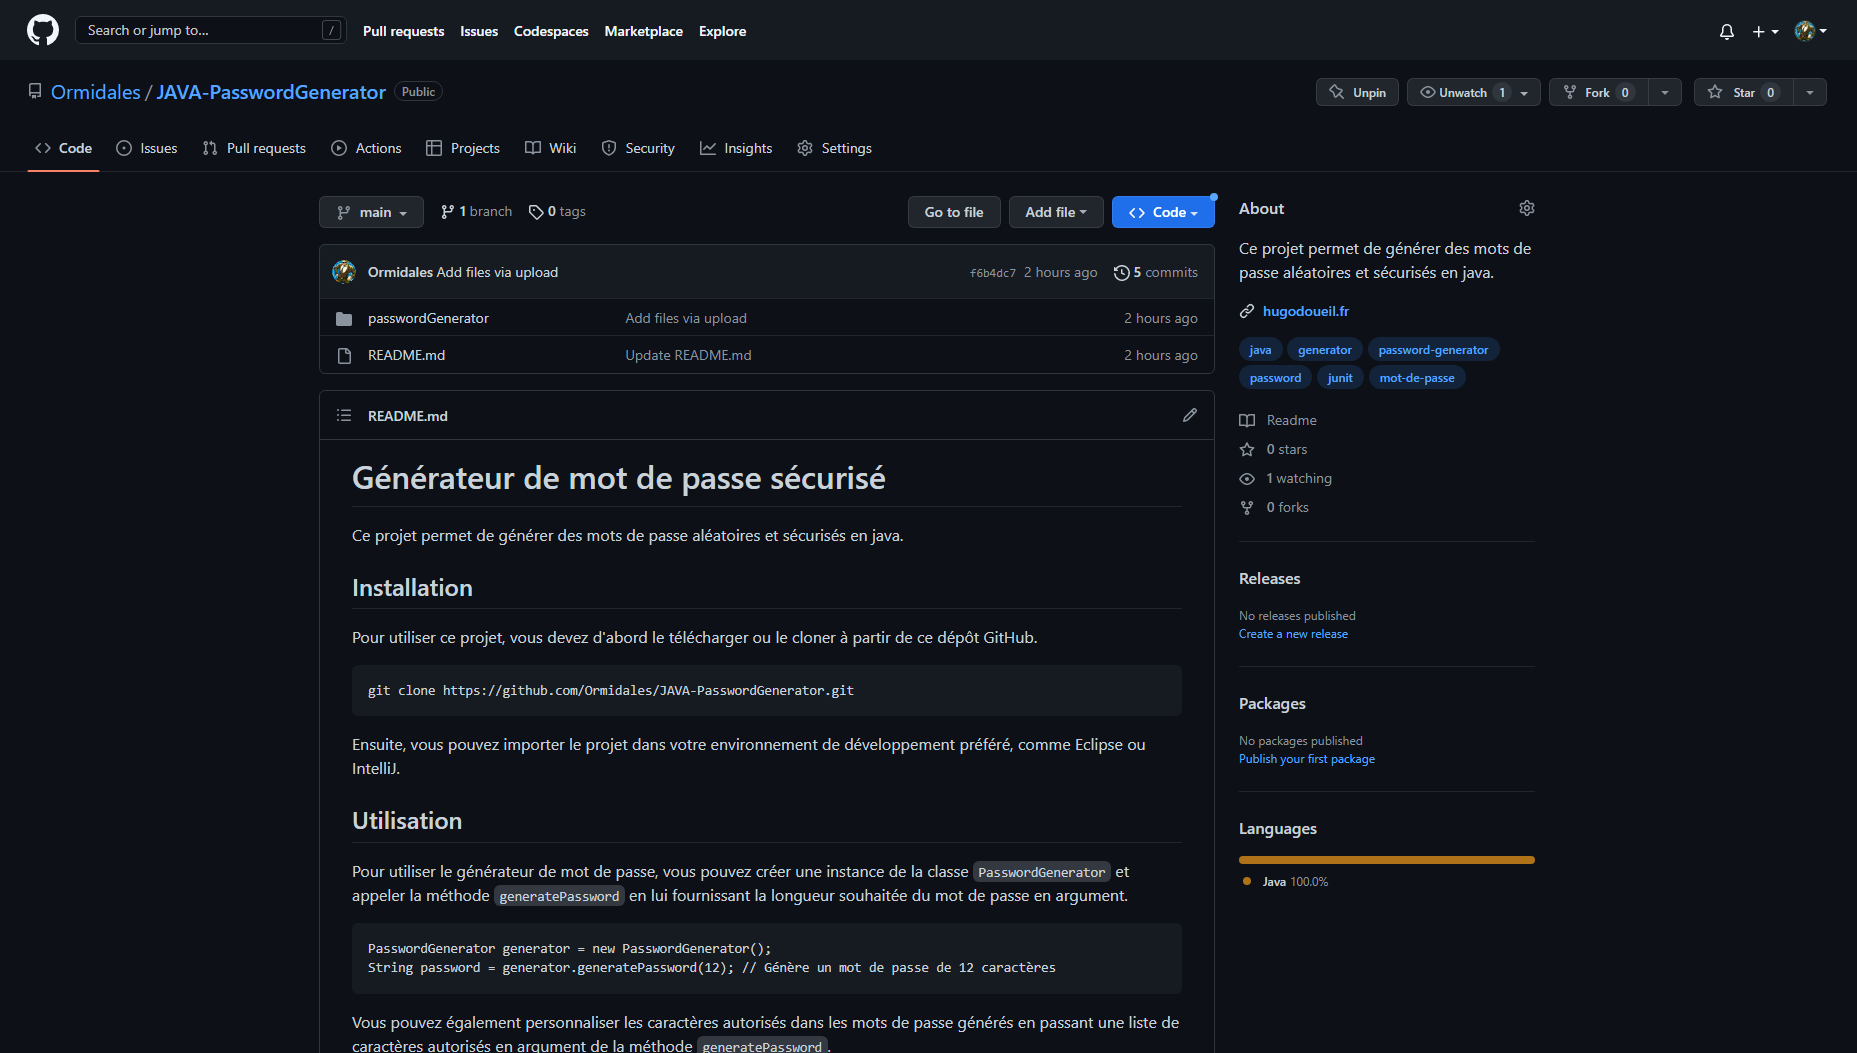 Search or jump to... /
Pull requests
Issues
Codespaces
Marketplace
Explore
Ormidales / JAVA-PasswordGenerator Public
Unpin
Unwatch 1
Fork 0
Star 0
Code
Issues
Pull requests
Actions
Projects
Wiki
Security
Insights
Settings
main
1 branch
0 tags
Go to file
Add file
Code
Ormidales Add files via upload
f6b4dc7 2 hours ago
5 commits
passwordGenerator
Add files via upload
2 hours ago
README.md
Update README.md
2 hours ago
README.md
Générateur de mot de passe sécurisé
Ce projet permet de générer des mots de passe aléatoires et sécurisés en java.
Installation
Pour utiliser ce projet, vous devez d'abord le télécharger ou le cloner à partir de ce dépôt GitHub.
git clone https://github.com/Ormidales/JAVA-PasswordGenerator.git
Ensuite, vous pouvez importer le projet dans votre environnement de développement préféré, comme Eclipse ou
IntelliJ.
Utilisation
Pour utiliser le générateur de mot de passe, vous pouvez créer une instance de la classe PasswordGenerator et
appeler la méthode generatePassword en lui fournissant la longueur souhaitée du mot de passe en argument.
PasswordGenerator generator = new PasswordGenerator();
String password = generator.generatePassword(12); // Génère un mot de passe de 12 caractères
Vous pouvez également personnaliser les caractères autorisés dans les mots de passe générés en passant une liste de
caractères autorisés en argument de la méthode generatePassword.
About
Ce projet permet de générer des mots de
passe aléatoires et sécurisés en java.
hugodoueil.fr
java generator password-generator
password junit mot-de-passe
Readme
0 stars
1 watching
0 forks
Releases
No releases published
Create a new release
Packages
No packages published
Publish your first package
Languages
Java 100.0%